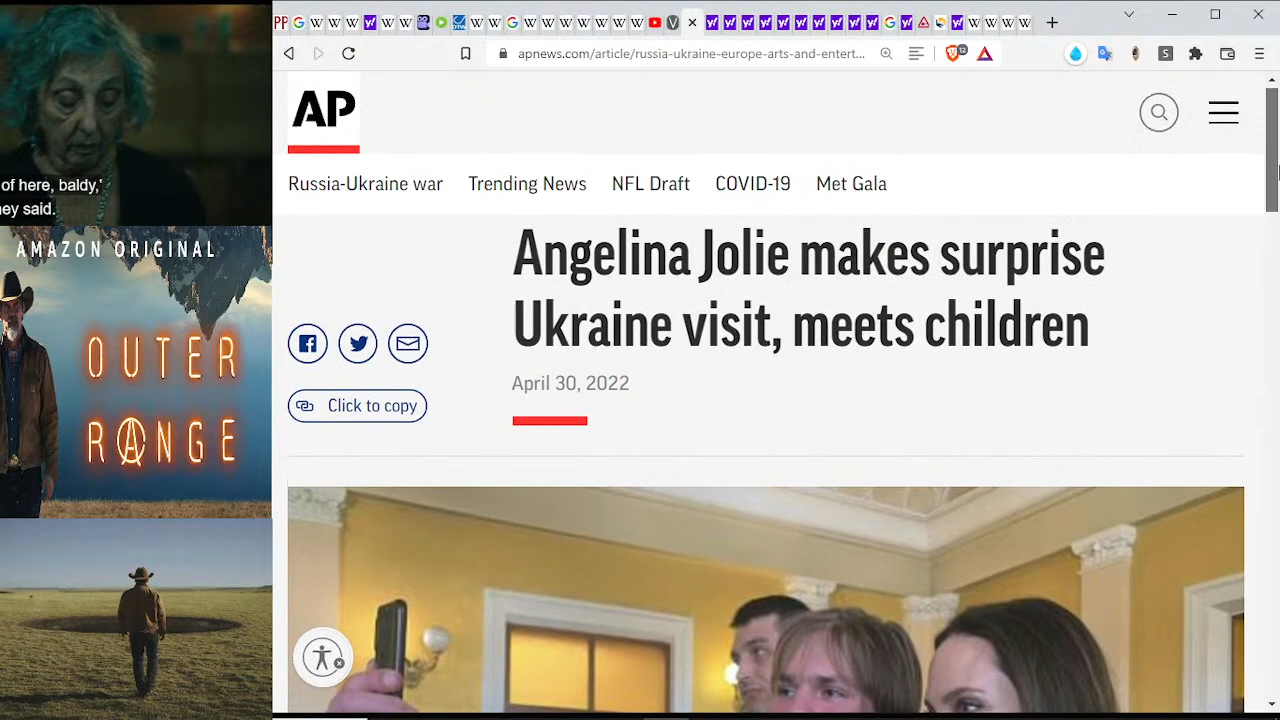 of here, baldy,'
ney said.
AMAZON ORIGINAL
OUTER
RANGE
apnews.com/article/russia-ukraine-europe-arts-and-entert...
12
AP
Russia-Ukraine war Trending News NFL Draft COVID-19 Met Gala
Angelina Jolie makes surprise
Ukraine visit, meets children
April 30, 2022
Click to copy